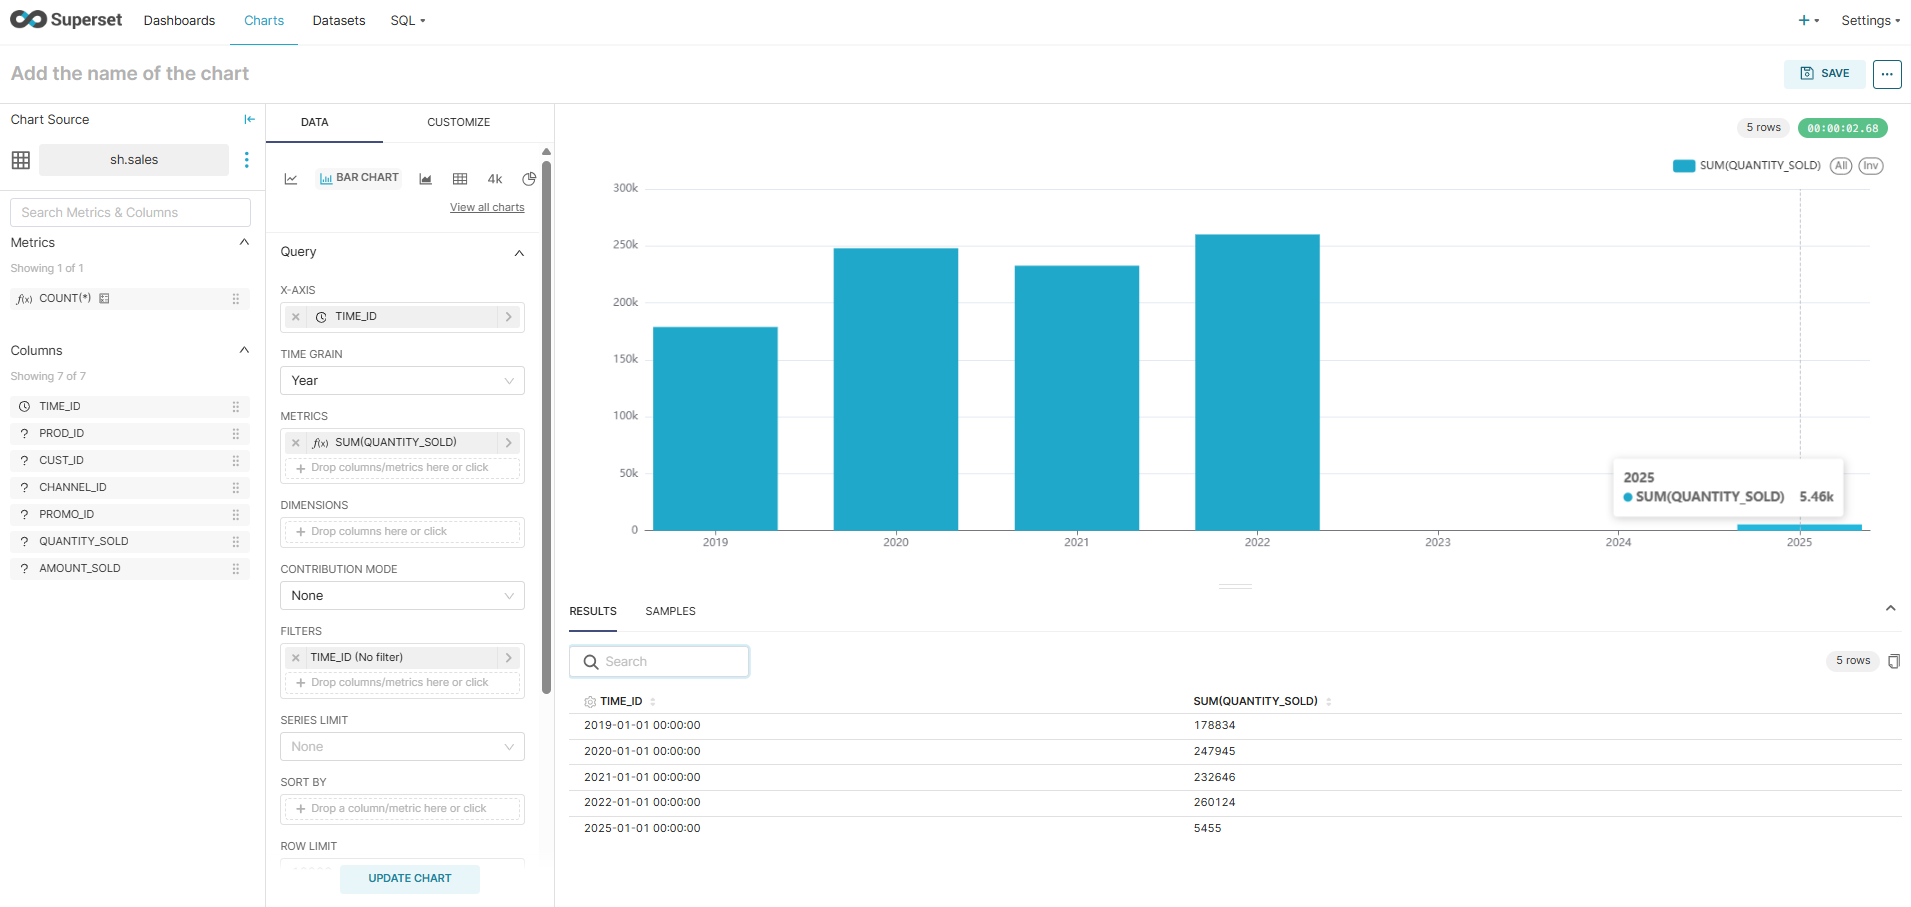 Superset Dashboards Charts Datasets SQL Settings
Add the name of the chart
SAVE
Chart Source
sh.sales
Search Metrics & Columns
Metrics
Showing 1 of 1
f(x) COUNT(*)
Columns
Showing 7 of 7
TIME_ID
? PROD_ID
? CUST_ID
? CHANNEL_ID
? PROMO_ID
? QUANTITY_SOLD
? AMOUNT_SOLD
DATA CUSTOMIZE
BAR CHART 4k
View all charts
Query
X-AXIS
TIME_ID
TIME GRAIN
Year
METRICS
f(x) SUM(QUANTITY_SOLD)
+ Drop columns/metrics here or click
DIMENSIONS
+ Drop columns here or click
CONTRIBUTION MODE
None
FILTERS
TIME_ID (No filter)
+ Drop columns/metrics here or click
SERIES LIMIT
None
SORT BY
+ Drop a column/metric here or click
ROW LIMIT
UPDATE CHART
5 rows 00:00:02.68
SUM(QUANTITY_SOLD) All Inv
300k
250k
200k
150k
100k
50k
0
2019 2020 2021 2022 2023 2024 2025
2025
SUM(QUANTITY_SOLD) 5.46k
RESULTS SAMPLES
Search
5 rows
TIME_ID SUM(QUANTITY_SOLD)
2019-01-01 00:00:00 178834
2020-01-01 00:00:00 247945
2021-01-01 00:00:00 232646
2022-01-01 00:00:00 260124
2025-01-01 00:00:00 5455